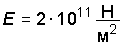 E = 2·10¹¹ Н/м²